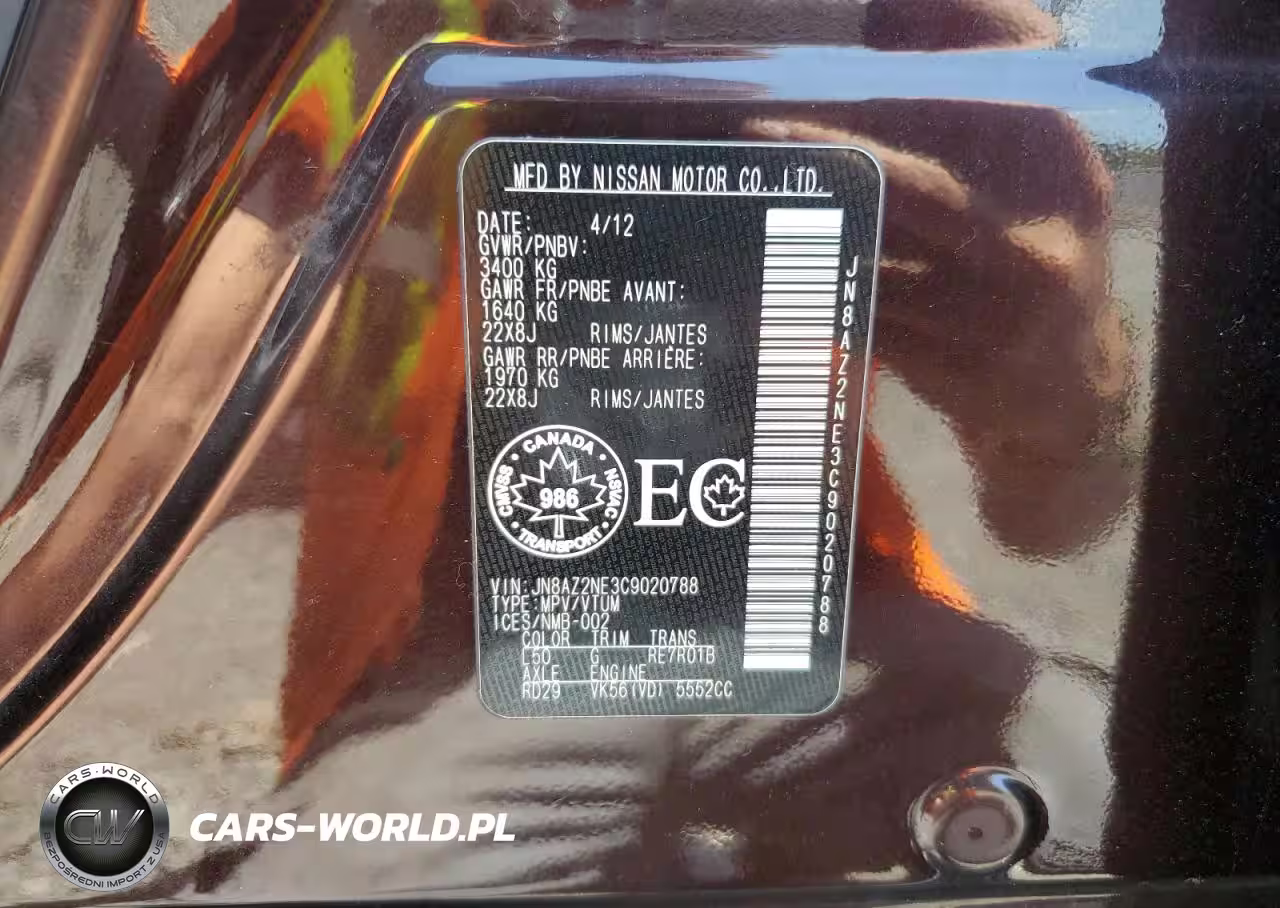 MFD BY NISSAN MOTOR CO.,LTD.
DATE: 4/12
GVWR/PNBV:
3400 KG
GAWR FR/PNBE AVANT:
1640 KG
22X8J RIMS/JANTES
GAWR RR/PNBE ARRIÈRE:
1970 KG
22X8J RIMS/JANTES
CANADA
CMVSS 986 NSVAC
TRANSPORT
EC
JN8AZ2NE3C9020788
VIN:JN8AZ2NE3C9020788
TYPE:MPV/VTUM
ICES/NMB-002
COLOR TRIM TRANS
L50 G RE7R01B
AXLE ENGINE
RD29 VK56(VD) 5552CC
CARS-WORLD
CW
BEZPOŚREDNI IMPORT Z USA
CARS-WORLD.PL